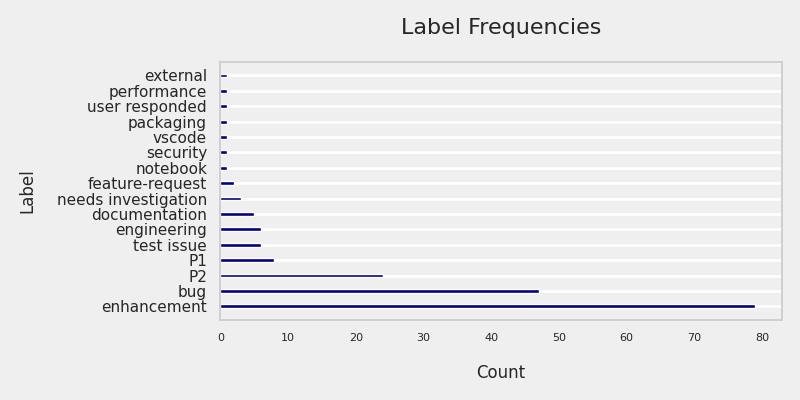 Label Frequencies
external
performance
user responded
packaging
vscode
security
notebook
feature-request
needs investigation
documentation
engineering
test issue
P1
P2
bug
enhancement
Label
0 10 20 30 40 50 60 70 80
Count